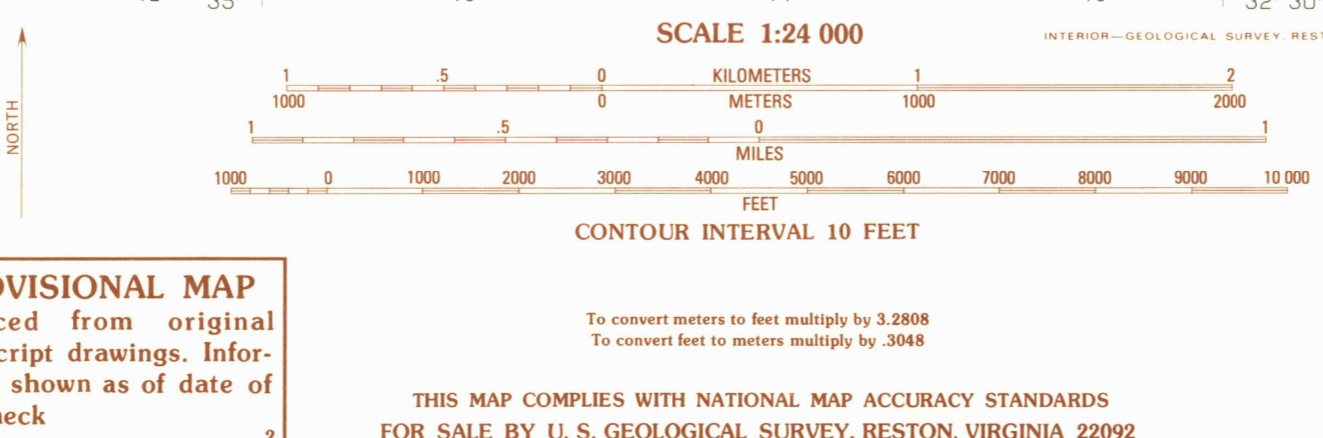 35'
32' 30"
SCALE 1:24 000
INTERIOR—GEOLOGICAL SURVEY, REST
NORTH
1 .5 0 KILOMETERS 1 2
1000 0 METERS 1000 2000
1 .5 0 1
MILES
1000 0 1000 2000 3000 4000 5000 6000 7000 8000 9000 10 000
FEET
CONTOUR INTERVAL 10 FEET
OVISIONAL MAP
ced from original
cript drawings. Infor-
shown as of date of
heck
To convert meters to feet multiply by 3.2808
To convert feet to meters multiply by .3048
THIS MAP COMPLIES WITH NATIONAL MAP ACCURACY STANDARDS
FOR SALE BY U. S. GEOLOGICAL SURVEY, RESTON, VIRGINIA 22092